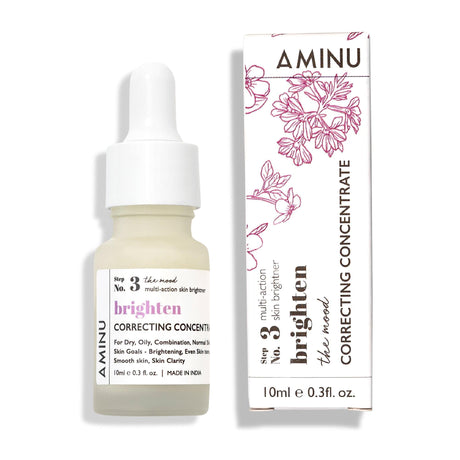 AMINU
Step
No. 3
the mood
multi-action skin brightner
brighten
CORRECTING CONCENTR
For Dry, Oily, Combination, Normal
Skin Goals - Brightening, Even Skin
Smooth skin, Skin Clarity
10ml e 0.3 fl. oz. | MADE IN INDIA
AMINU
Step
No. 3
multi-action
skin brightner
brighten
the mood
CORRECTING CONCENTRATE
10ml e 0.3fl. oz.